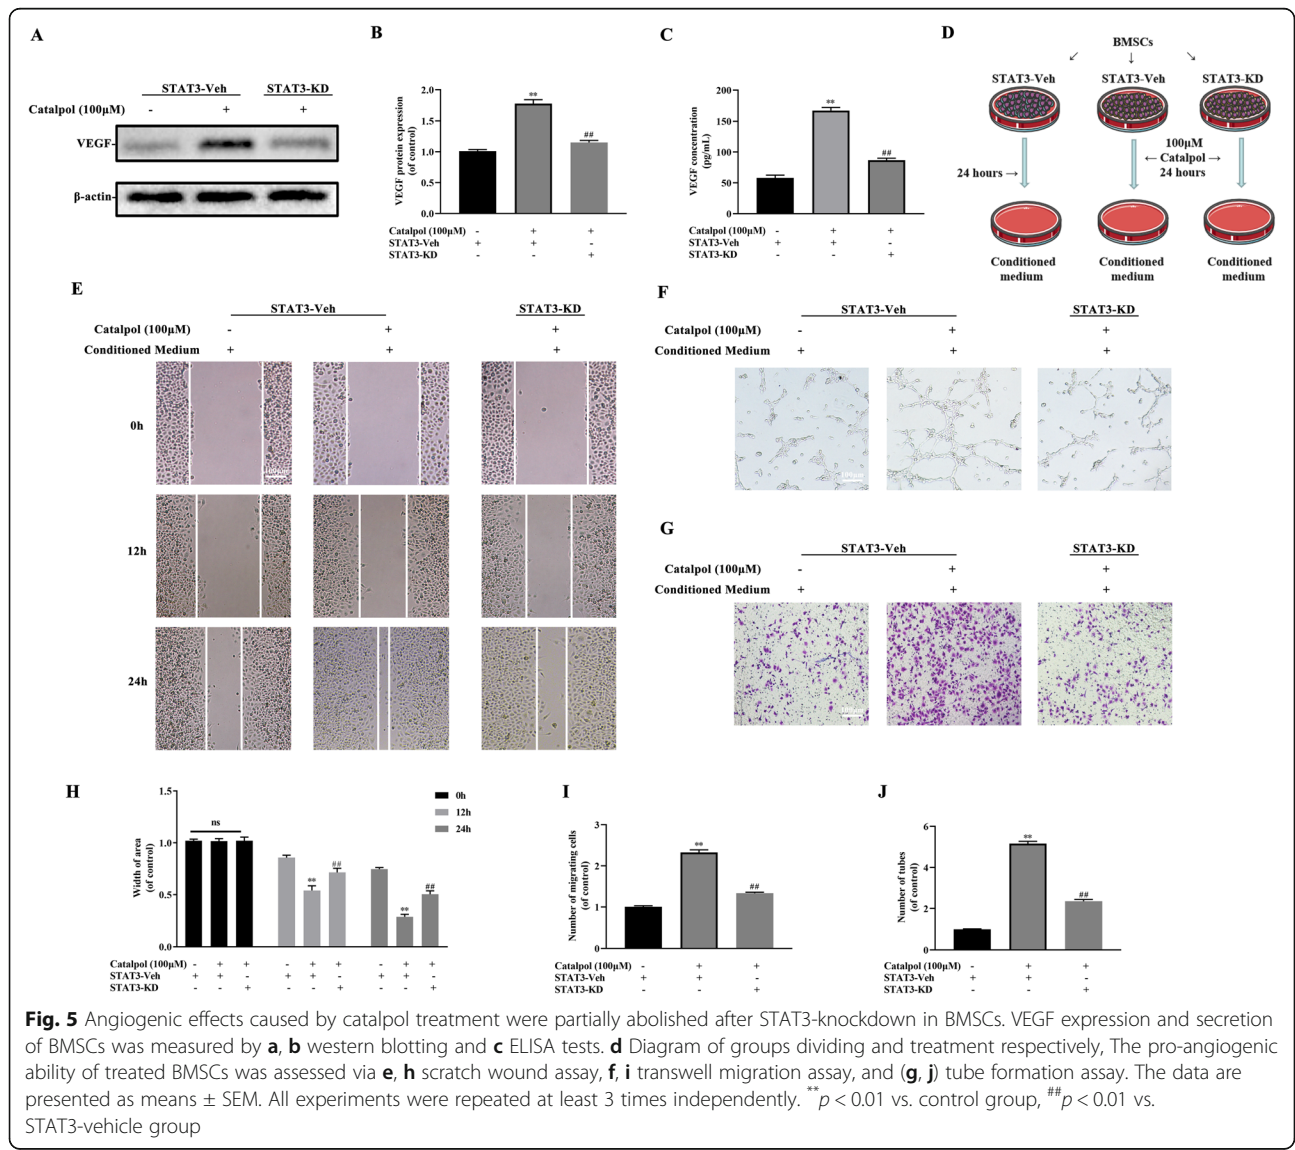 A
STAT3-Veh STAT3-KD
Catalpol (100μM) - + +
VEGF
β-actin
B
VEGF protein expression
(of control)
2.0
1.5
1.0
0.5
0.0
**
##
Catalpol (100μM) - + +
STAT3-Veh + + -
STAT3-KD - - +
C
VEGF concentration
(pg/mL)
200
150
100
50
0
**
##
Catalpol (100μM) - + +
STAT3-Veh + + -
STAT3-KD - - +
D
BMSCs
↙ ↓ ↘
STAT3-Veh STAT3-Veh STAT3-KD
24 hours →
100μM
← Catalpol →
24 hours
Conditioned medium
Conditioned medium
Conditioned medium
E
STAT3-Veh STAT3-KD
Catalpol (100μM) - + +
Conditioned Medium + + +
0h
100μm
12h
24h
F
STAT3-Veh STAT3-KD
Catalpol (100μM) - + +
Conditioned Medium + + +
100μm
G
STAT3-Veh STAT3-KD
Catalpol (100μM) - + +
Conditioned Medium + + +
H
Width of area
(of control)
1.5
1.0
0.5
0.0
ns
**
##
**
##
0h
12h
24h
Catalpol (100μM) - + + - + + - + +
STAT3-Veh + + - + + - + + -
STAT3-KD - - + - - + - - +
I
Number of migrating cells
(of control)
3
2
1
0
**
##
Catalpol (100μM) - + +
STAT3-Veh + + -
STAT3-KD - - +
J
Number of tubes
(of control)
6
4
2
0
**
##
Catalpol (100μM) - + +
STAT3-Veh + + -
STAT3-KD - - +
Fig. 5 Angiogenic effects caused by catalpol treatment were partially abolished after STAT3-knockdown in BMSCs. VEGF expression and secretion
of BMSCs was measured by a, b western blotting and c ELISA tests. d Diagram of groups dividing and treatment respectively, The pro-angiogenic
ability of treated BMSCs was assessed via e, h scratch wound assay, f, i transwell migration assay, and (g, j) tube formation assay. The data are
presented as means ± SEM. All experiments were repeated at least 3 times independently. **p < 0.01 vs. control group, ##p < 0.01 vs.
STAT3-vehicle group